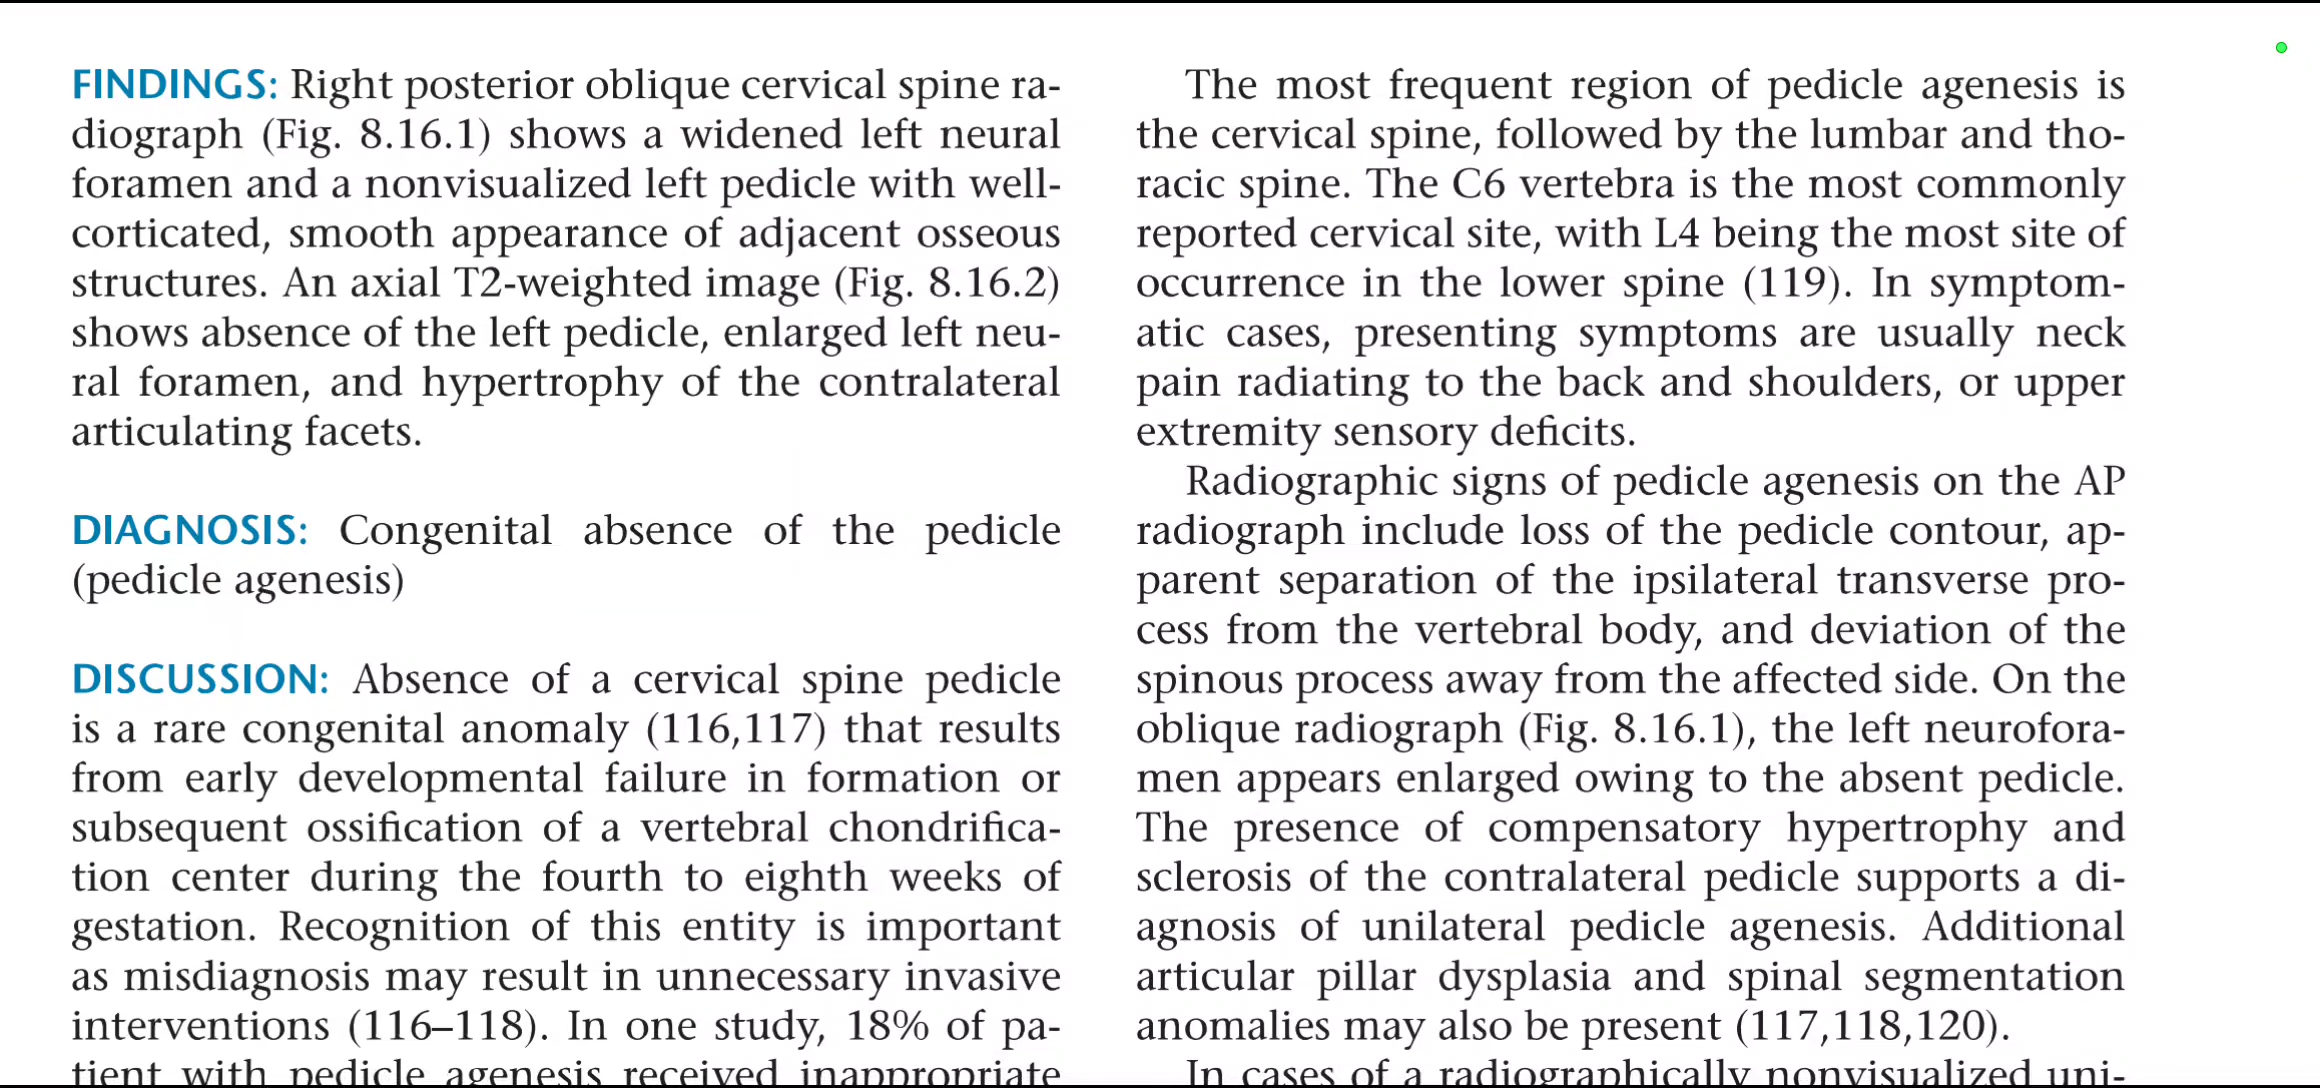 FINDINGS: Right posterior oblique cervical spine ra-
diograph (Fig. 8.16.1) shows a widened left neural
foramen and a nonvisualized left pedicle with well-
corticated, smooth appearance of adjacent osseous
structures. An axial T2-weighted image (Fig. 8.16.2)
shows absence of the left pedicle, enlarged left neu-
ral foramen, and hypertrophy of the contralateral
articulating facets.
DIAGNOSIS: Congenital absence of the pedicle
(pedicle agenesis)
DISCUSSION: Absence of a cervical spine pedicle
is a rare congenital anomaly (116,117) that results
from early developmental failure in formation or
subsequent ossification of a vertebral chondrifica-
tion center during the fourth to eighth weeks of
gestation. Recognition of this entity is important
as misdiagnosis may result in unnecessary invasive
interventions (116–118). In one study, 18% of pa-
tient with pedicle agenesis received inappropriate
The most frequent region of pedicle agenesis is
the cervical spine, followed by the lumbar and tho-
racic spine. The C6 vertebra is the most commonly
reported cervical site, with L4 being the most site of
occurrence in the lower spine (119). In symptom-
atic cases, presenting symptoms are usually neck
pain radiating to the back and shoulders, or upper
extremity sensory deficits.
Radiographic signs of pedicle agenesis on the AP
radiograph include loss of the pedicle contour, ap-
parent separation of the ipsilateral transverse pro-
cess from the vertebral body, and deviation of the
spinous process away from the affected side. On the
oblique radiograph (Fig. 8.16.1), the left neurofora-
men appears enlarged owing to the absent pedicle.
The presence of compensatory hypertrophy and
sclerosis of the contralateral pedicle supports a di-
agnosis of unilateral pedicle agenesis. Additional
articular pillar dysplasia and spinal segmentation
anomalies may also be present (117,118,120).
In cases of a radiographically nonvisualized uni-